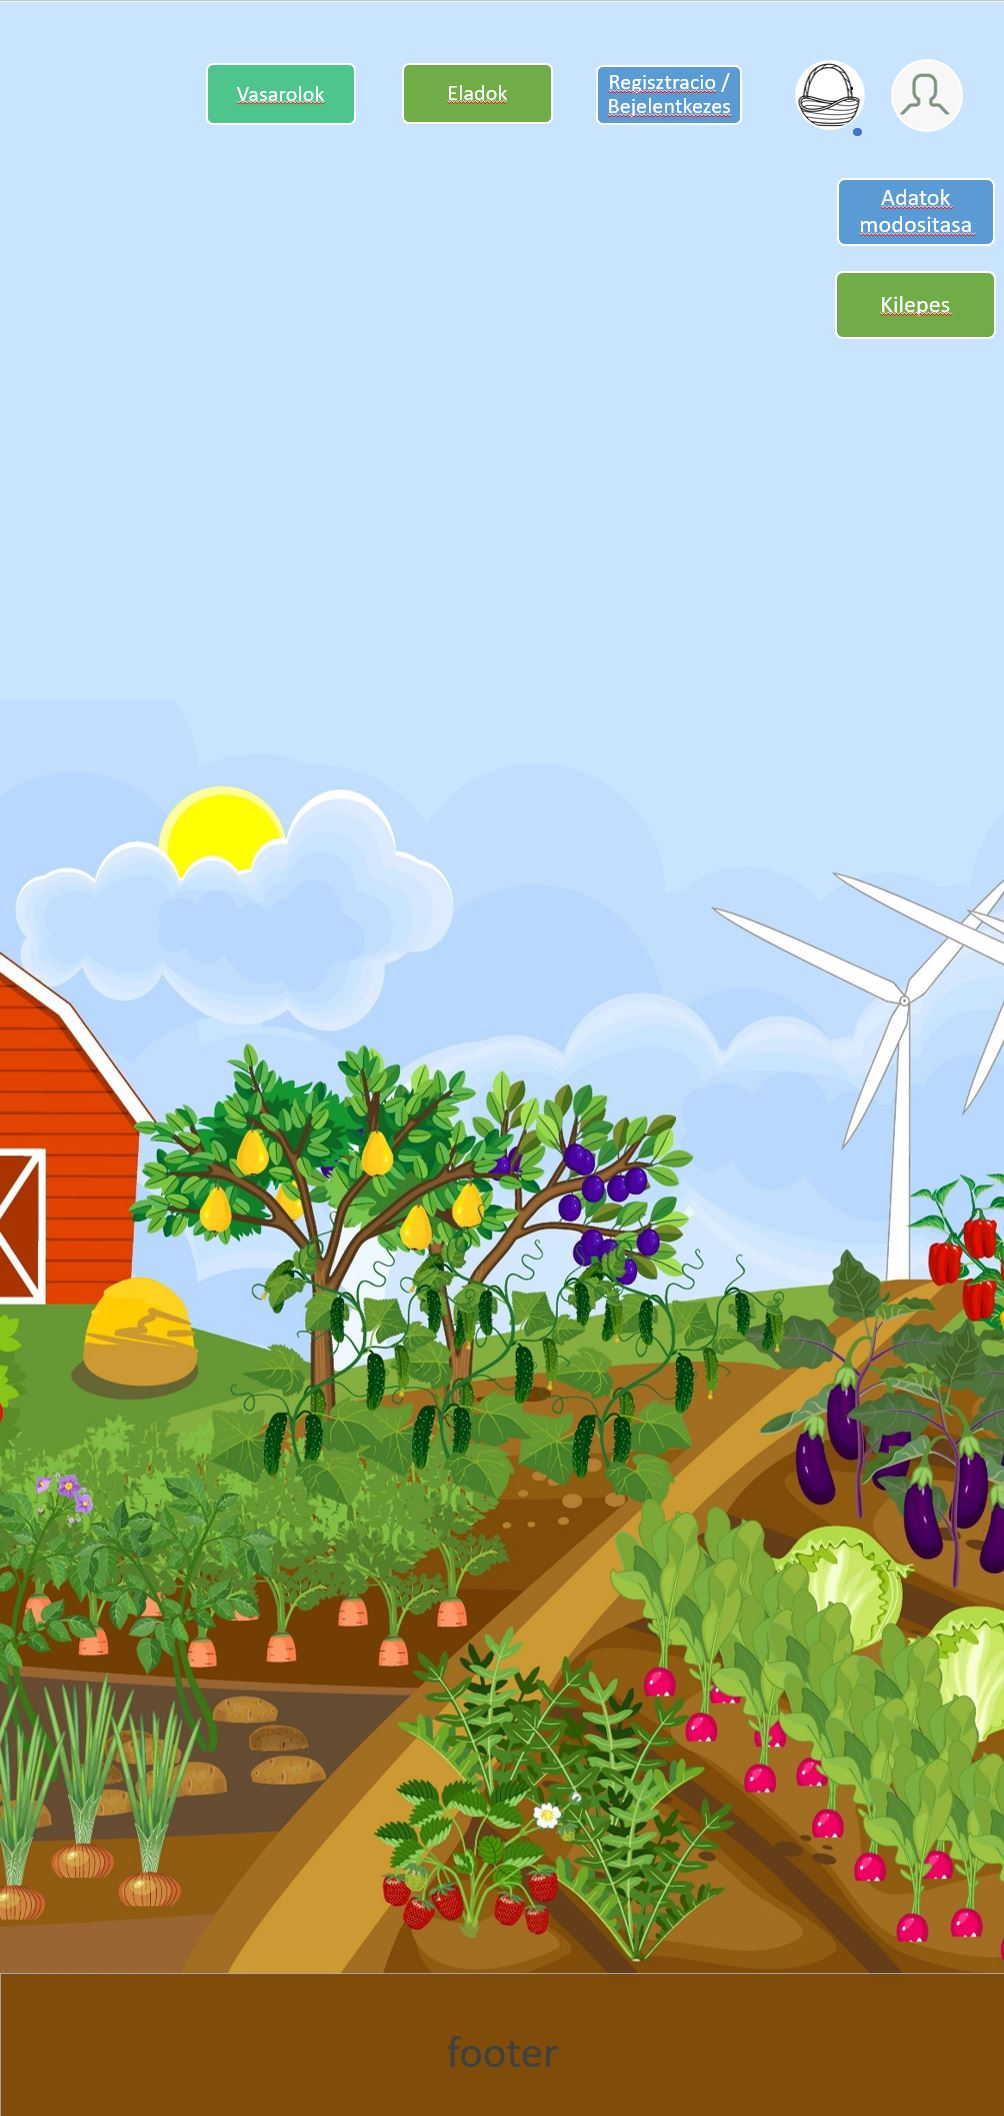 Vasarolok
Eladok
Regisztracio /
Bejelentkezes
Adatok
modositasa
Kilepes
footer